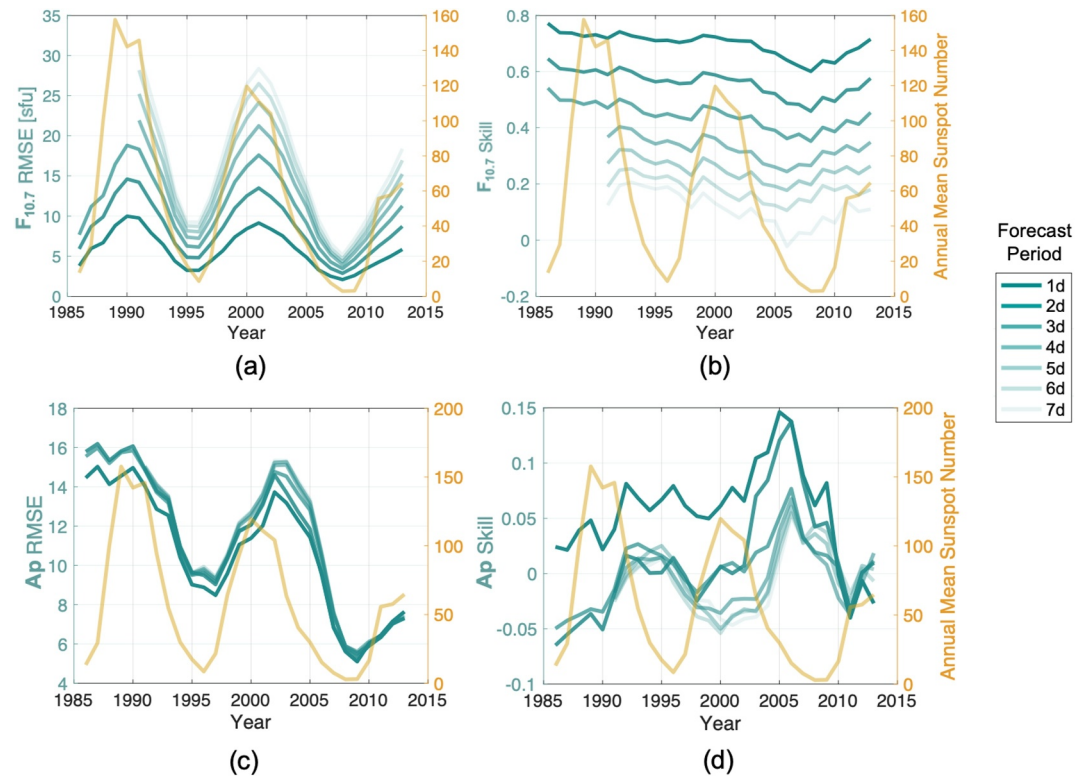 35
30
25
20
15
10
5
0
F10.7 RMSE [sfu]
160
140
120
100
80
60
40
20
0
1985 1990 1995 2000 2005 2010 2015
Year
(a)
0.8
0.6
0.4
0.2
0
-0.2
F10.7 Skill
160
140
120
100
80
60
40
20
0
Annual Mean Sunspot Number
1985 1990 1995 2000 2005 2010 2015
Year
(b)
Forecast
Period
1d
2d
3d
4d
5d
6d
7d
18
16
14
12
10
8
6
4
Ap RMSE
200
150
100
50
0
1985 1990 1995 2000 2005 2010 2015
Year
(c)
0.15
0.1
0.05
0
-0.05
-0.1
Ap Skill
200
150
100
50
0
Annual Mean Sunspot Number
1985 1990 1995 2000 2005 2010 2015
Year
(d)